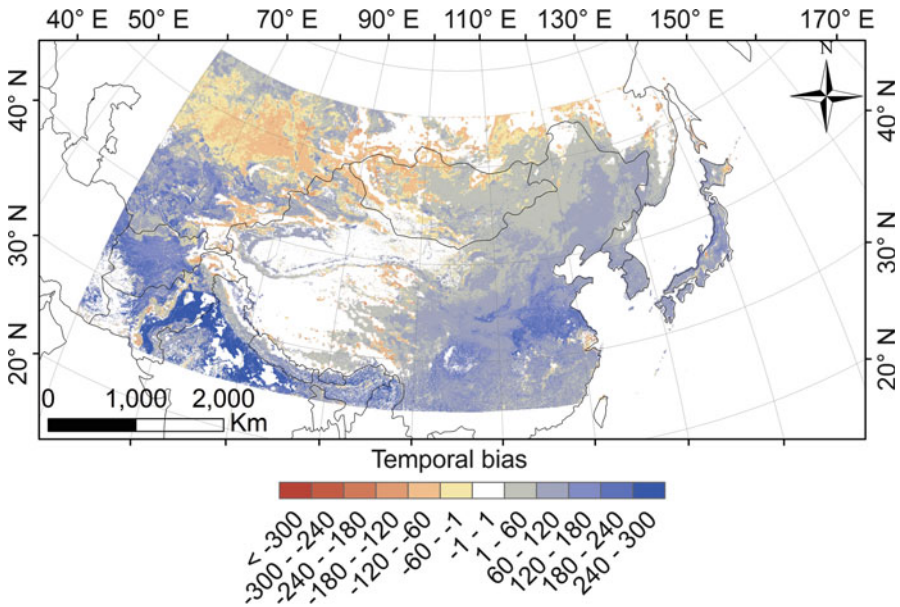 40° E 50° E 70° E 90° E 110° E 130° E 150° E 170° E
N
40° N 40° N
30° N 30° N
20° N 20° N
0 1,000 2,000
Km
Temporal bias
< -300
-300 - -240
-240 - -180
-180 - -120
-120 - -60
-60 - -1
-1 - 1
1 - 60
60 - 120
120 - 180
180 - 240
240 - 300